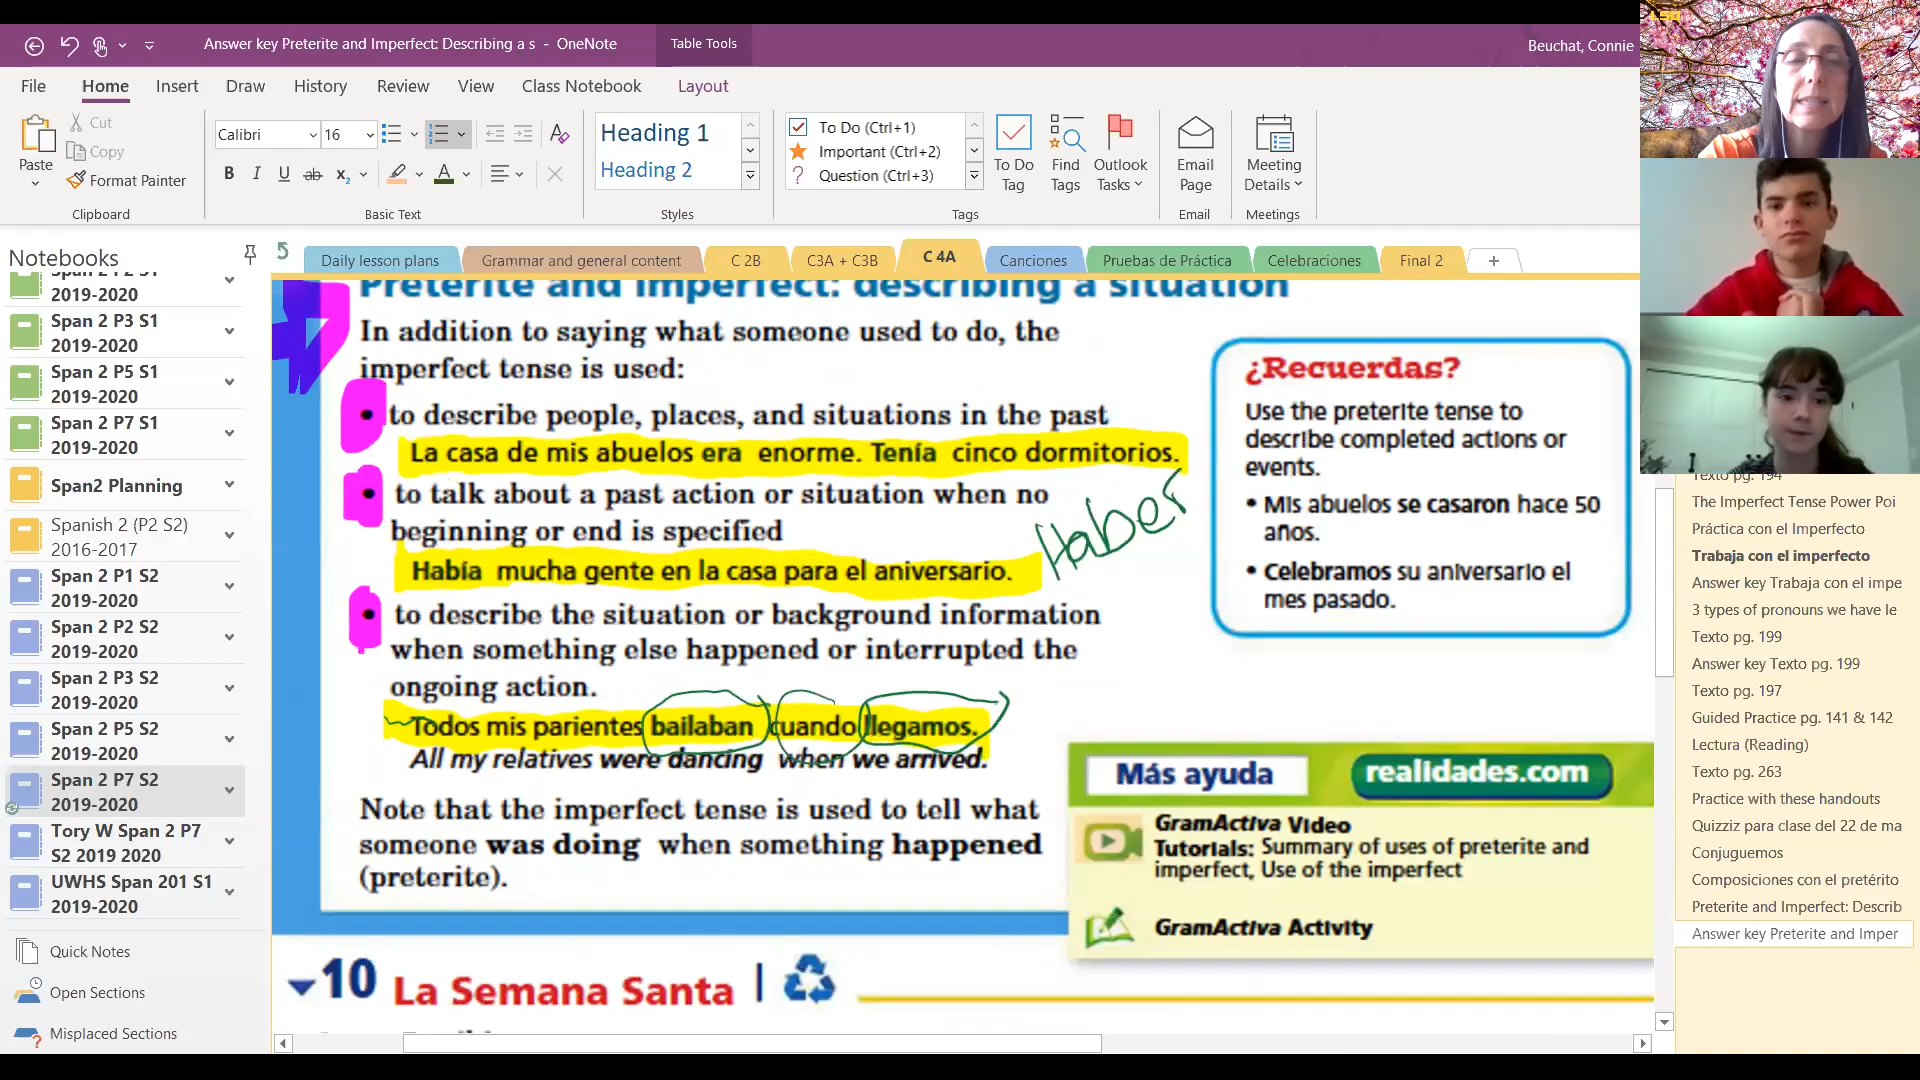 Answer key Preterite and Imperfect: Describing a s - OneNote
Table Tools
Beuchat, Connie
File
Home
Insert
Draw
History
Review
View
Class Notebook
Layout
Paste
Cut
Copy
Format Painter
Clipboard
Calibri
16
Basic Text
Heading 1
Heading 2
Styles
To Do (Ctrl+1)
Important (Ctrl+2)
Question (Ctrl+3)
To Do
Tag
Find
Tags
Outlook
Tasks
Tags
Email
Page
Email
Meeting
Details
Meetings
Notebooks
Daily lesson plans
Grammar and general content
C 2B
C3A + C3B
C 4A
Canciones
Pruebas de Práctica
Celebraciones
Final 2
Span 2 P2 S1
2019-2020
Span 2 P3 S1
2019-2020
Span 2 P5 S1
2019-2020
Span 2 P7 S1
2019-2020
Span2 Planning
Spanish 2 (P2 S2)
2016-2017
Span 2 P1 S2
2019-2020
Span 2 P2 S2
2019-2020
Span 2 P3 S2
2019-2020
Span 2 P5 S2
2019-2020
Span 2 P7 S2
2019-2020
Tory W Span 2 P7
S2 2019 2020
UWHS Span 201 S1
2019-2020
Quick Notes
Open Sections
Misplaced Sections
Preterite and imperfect: describing a situation
In addition to saying what someone used to do, the
imperfect tense is used:
• to describe people, places, and situations in the past
La casa de mis abuelos era enorme. Tenía cinco dormitorios.
• to talk about a past action or situation when no
beginning or end is specified
Había mucha gente en la casa para el aniversario.
Haber
• to describe the situation or background information
when something else happened or interrupted the
ongoing action.
Todos mis parientes bailaban cuando llegamos.
All my relatives were dancing when we arrived.
Note that the imperfect tense is used to tell what
someone was doing when something happened
(preterite).
¿Recuerdas?
Use the preterite tense to
describe completed actions or
events.
• Mis abuelos se casaron hace 50
años.
• Celebramos su aniversario el
mes pasado.
Más ayuda
realidades.com
GramActiva Video
Tutorials: Summary of uses of preterite and
imperfect, Use of the imperfect
GramActiva Activity
10 La Semana Santa
Texto pg. 194
The Imperfect Tense Power Poi
Práctica con el Imperfecto
Trabaja con el imperfecto
Answer key Trabaja con el impe
3 types of pronouns we have le
Texto pg. 199
Answer key Texto pg. 199
Texto pg. 197
Guided Practice pg. 141 & 142
Lectura (Reading)
Texto pg. 263
Practice with these handouts
Quizziz para clase del 22 de ma
Conjuguemos
Composiciones con el pretérito
Preterite and Imperfect: Describ
Answer key Preterite and Imper